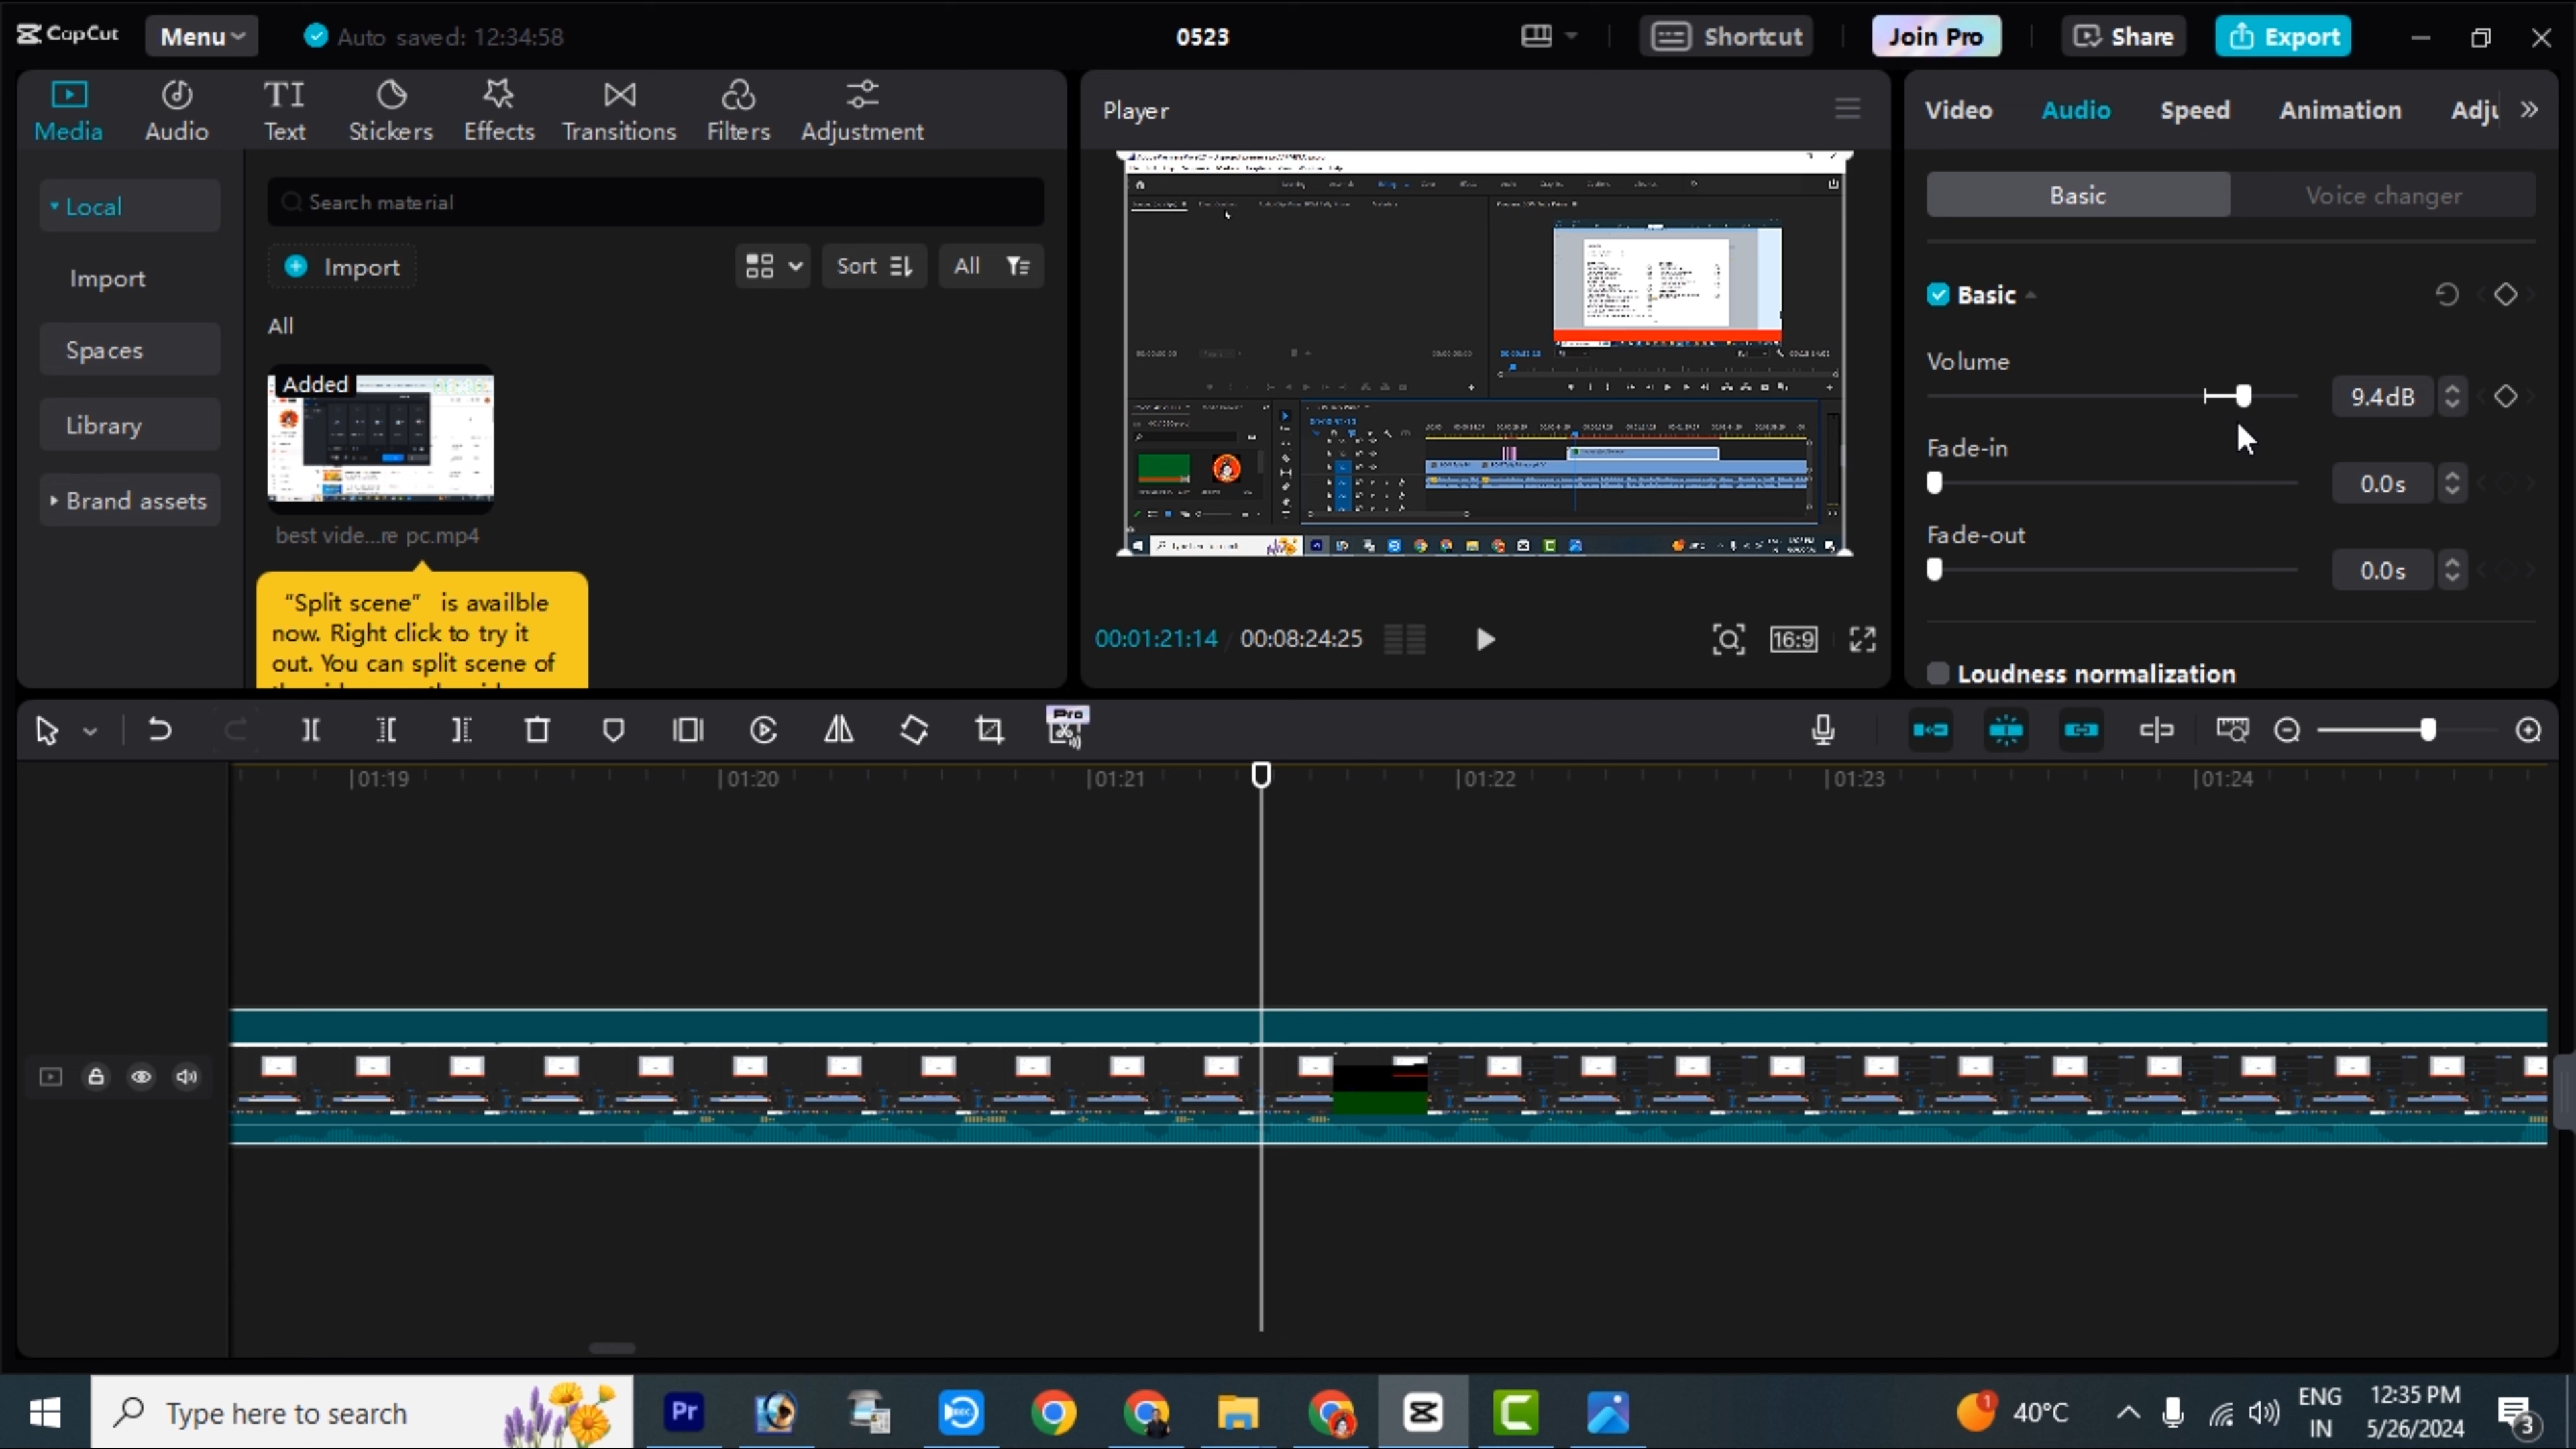 CapCut
Menu
Auto saved: 12:34:58
0523
Shortcut
Join Pro
Share
Export
Media
Audio
Text
Stickers
Effects
Transitions
Filters
Adjustment
Local
Import
Spaces
Library
Brand assets
Search material
Import
Sort
All
All
Added
best vide...re pc.mp4
“Split scene” is availble
now. Right click to try it
out. You can split scene of
Player
00:01:21:14 / 00:08:24:25
16:9
Video
Audio
Speed
Animation
Adju
Basic
Voice changer
Basic
Volume
9.4dB
Fade-in
0.0s
Fade-out
0.0s
Loudness normalization
Pro
01:19
01:20
01:21
01:22
01:23
01:24
Type here to search
Pr
REC
1
40°C
ENG
IN
12:35 PM
5/26/2024
3